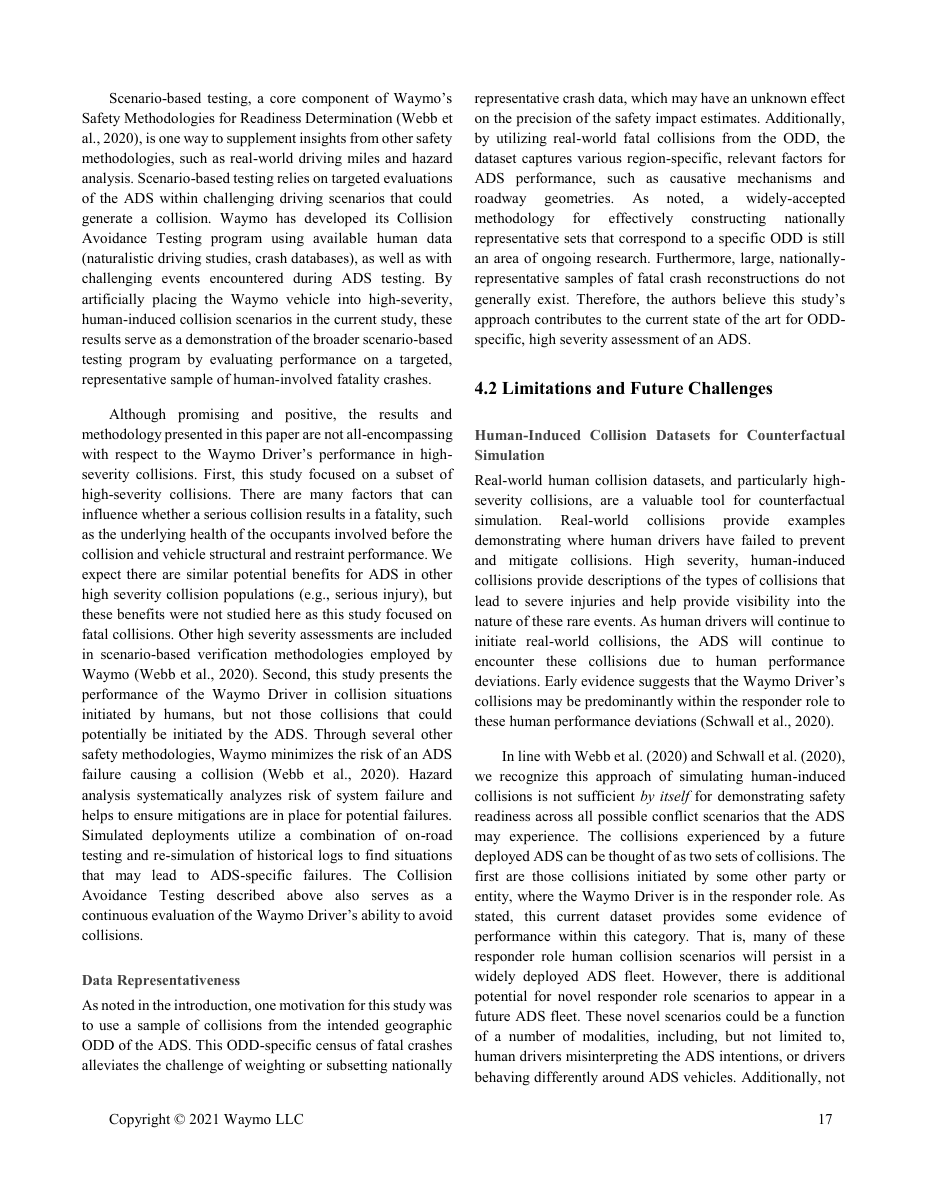 Scenario-based testing, a core component of Waymo's
Safety Methodologies for Readiness Determination (Webb et
al., 2020), is one way to supplement insights from other safety
methodologies, such as real-world driving miles and hazard
analysis. Scenario-based testing relies on targeted evaluations
of the ADS within challenging driving scenarios that could
generate a collision. Waymo has developed its Collision
Avoidance Testing program using available human data
(naturalistic driving studies, crash databases), as well as with
challenging events encountered during ADS testing. By
artificially placing the Waymo vehicle into high-severity,
human-induced collision scenarios in the current study, these
results serve as a demonstration of the broader scenario-based
testing program by evaluating performance on a targeted,
representative sample of human-involved fatality crashes.
Although promising and positive, the results and
methodology presented in this paper are not all-encompassing
with respect to the Waymo Driver's performance in high-
severity collisions. First, this study focused on a subset of
high-severity collisions. There are many factors that can
influence whether a serious collision results in a fatality, such
as the underlying health of the occupants involved before the
collision and vehicle structural and restraint performance. We
expect there are similar potential benefits for ADS in other
high severity collision populations (e.g., serious injury), but
these benefits were not studied here as this study focused on
fatal collisions. Other high severity assessments are included
in scenario-based verification methodologies employed by
Waymo (Webb et al., 2020). Second, this study presents the
performance of the Waymo Driver in collision situations
initiated by humans, but not those collisions that could
potentially be initiated by the ADS. Through several other
safety methodologies, Waymo minimizes the risk of an ADS
failure causing a collision (Webb et al., 2020). Hazard
analysis systematically analyzes risk of system failure and
helps to ensure mitigations are in place for potential failures.
Simulated deployments utilize a combination of on-road
testing and re-simulation of historical logs to find situations
that may lead to ADS-specific failures. The Collision
Avoidance Testing described above also serves as a
continuous evaluation of the Waymo Driver's ability to avoid
collisions.
Data Representativeness
As noted in the introduction, one motivation for this study was
to use a sample of collisions from the intended geographic
ODD of the ADS. This ODD-specific census of fatal crashes
alleviates the challenge of weighting or subsetting nationally
representative crash data, which may have an unknown effect
on the precision of the safety impact estimates. Additionally,
by utilizing real-world fatal collisions from the ODD, the
dataset captures various region-specific, relevant factors for
ADS performance, such as causative mechanisms and
roadway geometries. As noted, a widely-accepted
methodology for effectively constructing nationally
representative sets that correspond to a specific ODD is still
an area of ongoing research. Furthermore, large, nationally-
representative samples of fatal crash reconstructions do not
generally exist. Therefore, the authors believe this study's
approach contributes to the current state of the art for ODD-
specific, high severity assessment of an ADS.
4.2 Limitations and Future Challenges
Human-Induced Collision Datasets for Counterfactual
Simulation
Real-world human collision datasets, and particularly high-
severity collisions, are a valuable tool for counterfactual
simulation. Real-world collisions provide examples
demonstrating where human drivers have failed to prevent
and mitigate collisions. High severity, human-induced
collisions provide descriptions of the types of collisions that
lead to severe injuries and help provide visibility into the
nature of these rare events. As human drivers will continue to
initiate real-world collisions, the ADS will continue to
encounter these collisions due to human performance
deviations. Early evidence suggests that the Waymo Driver's
collisions may be predominantly within the responder role to
these human performance deviations (Schwall et al., 2020).
In line with Webb et al. (2020) and Schwall et al. (2020),
we recognize this approach of simulating human-induced
collisions is not sufficient by itself for demonstrating safety
readiness across all possible conflict scenarios that the ADS
may experience. The collisions experienced by a future
deployed ADS can be thought of as two sets of collisions. The
first are those collisions initiated by some other party or
entity, where the Waymo Driver is in the responder role. As
stated, this current dataset provides some evidence of
performance within this category. That is, many of these
responder role human collision scenarios will persist in a
widely deployed ADS fleet. However, there is additional
potential for novel responder role scenarios to appear in a
future ADS fleet. These novel scenarios could be a function
of a number of modalities, including, but not limited to,
human drivers misinterpreting the ADS intentions, or drivers
behaving differently around ADS vehicles. Additionally, not
Copyright © 2021 Waymo LLC
17